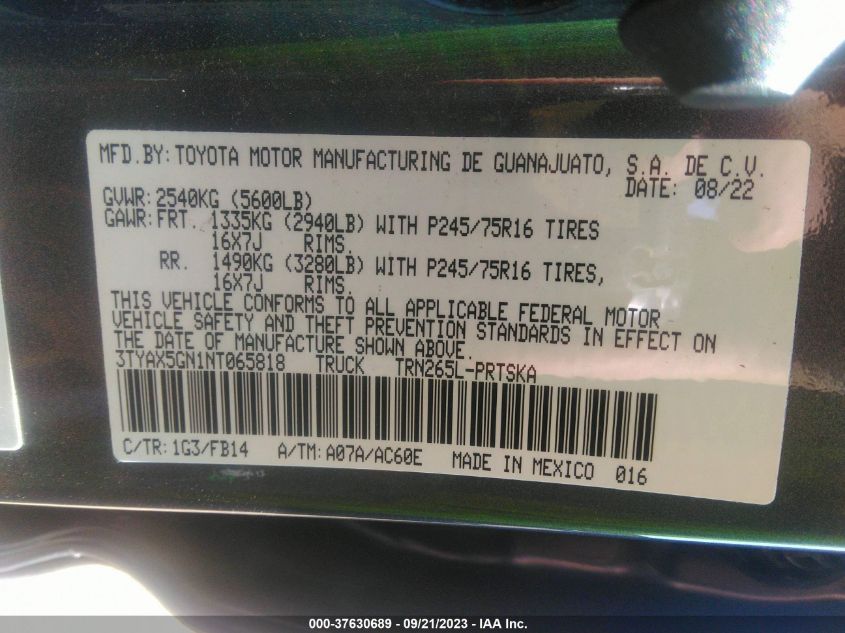 MFD.BY: TOYOTA MOTOR MANUFACTURING DE GUANAJUATO, S.A. DE C.V.
DATE: 08/22
GVWR: 2540KG (5600LB)
GAWR: FRT. 1335KG (2940LB) WITH P245/75R16 TIRES
16X7J RIMS.
RR. 1490KG (3280LB) WITH P245/75R16 TIRES,
16X7J RIMS.
THIS VEHICLE CONFORMS TO ALL APPLICABLE FEDERAL MOTOR
VEHICLE SAFETY AND THEFT PREVENTION STANDARDS IN EFFECT ON
THE DATE OF MANUFACTURE SHOWN ABOVE.
3TYAX5GN1NT065818 TRUCK TRN265L-PRTSKA
C/TR: 1G3/FB14 A/TM: A07A/AC60E MADE IN MEXICO 016
000-37630689 - 09/21/2023 - IAA Inc.